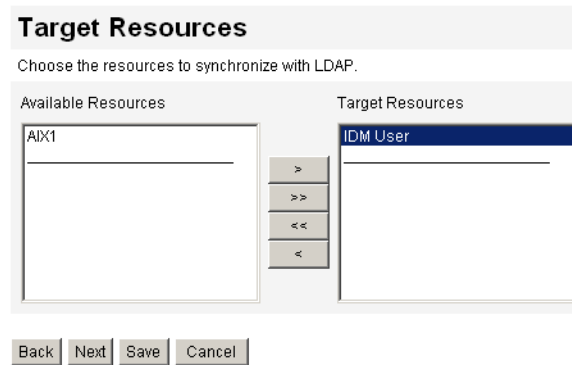 Target Resources
Choose the resources to synchronize with LDAP.
Available Resources
Target Resources
AIX1
IDM User
>
>>
<<
<
Back Next Save Cancel